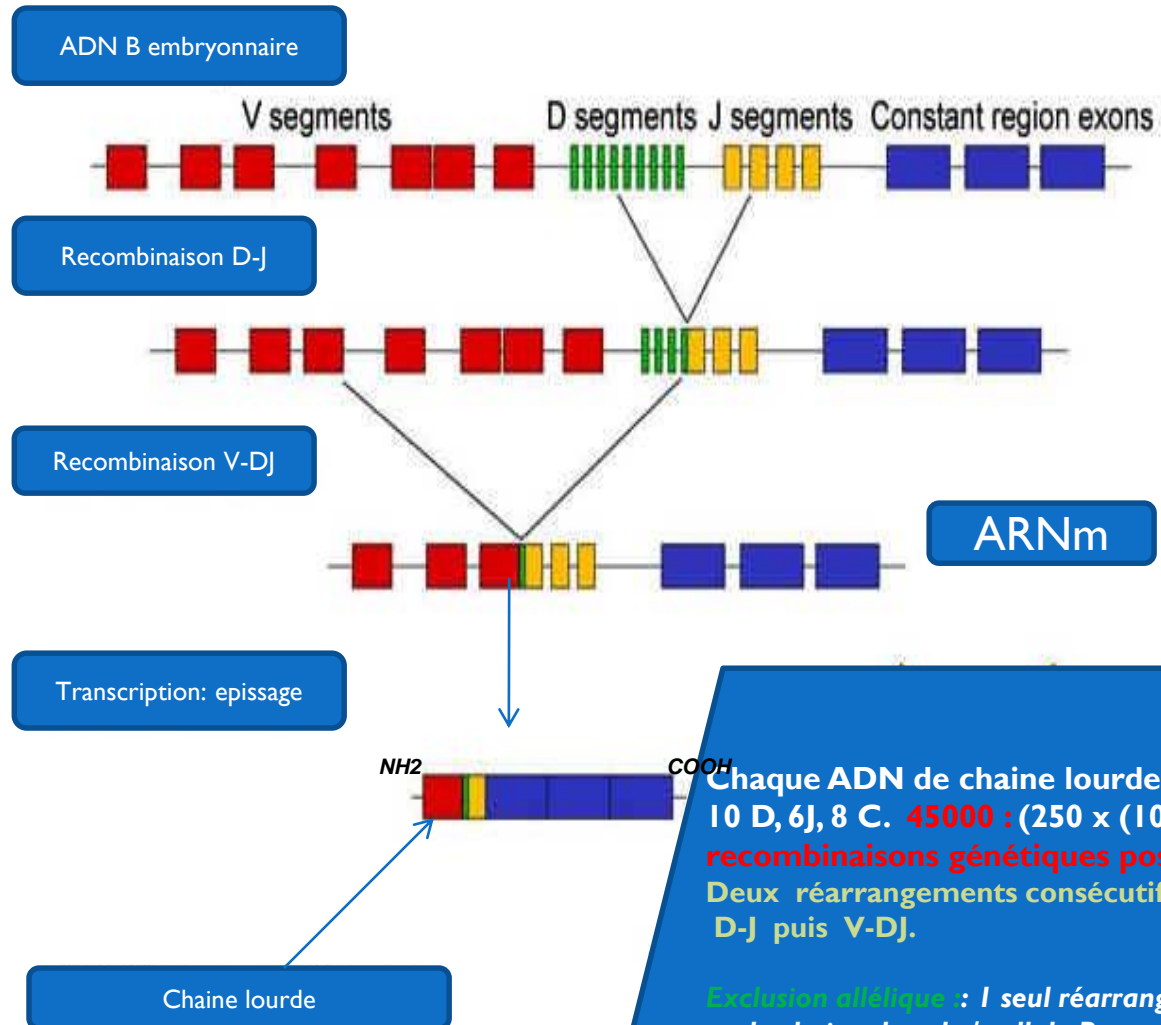 ADN B embryonnaire
V segments
D segments J segments Constant region exons
Recombinaison D-J
Recombinaison V-DJ
ARNm
Transcription: epissage
NH2
COOH
Chaque ADN de chaine lourde
10 D, 6J, 8 C. 45000 : (250 x (10
recombinaisons génétiques pos
Deux réarrangements consécutif
D-J puis V-DJ.
Exclusion allélique :: 1 seul réarrang
Chaine lourde